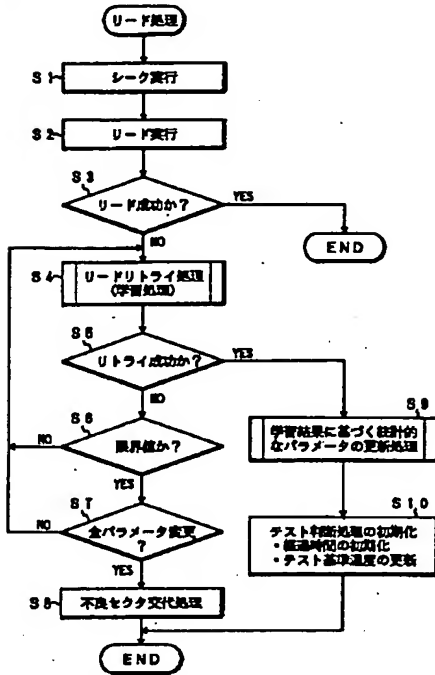 リード処理
S1
シーク実行
S2
リード実行
S3
リード成功か?
YES
NO
END
S4
リードリトライ処理
(学習処理)
S5
リトライ成功か?
YES
NO
S6
限界値か?
NO
YES
S7
全パラメータ変更
?
NO
YES
S8
不良セクタ交代処理
S9
学習結果に基づく統計的
なパラメータの更新処理
S10
テスト判断処理の初期化
・経過時間の初期化
・テスト基準温度の更新
END